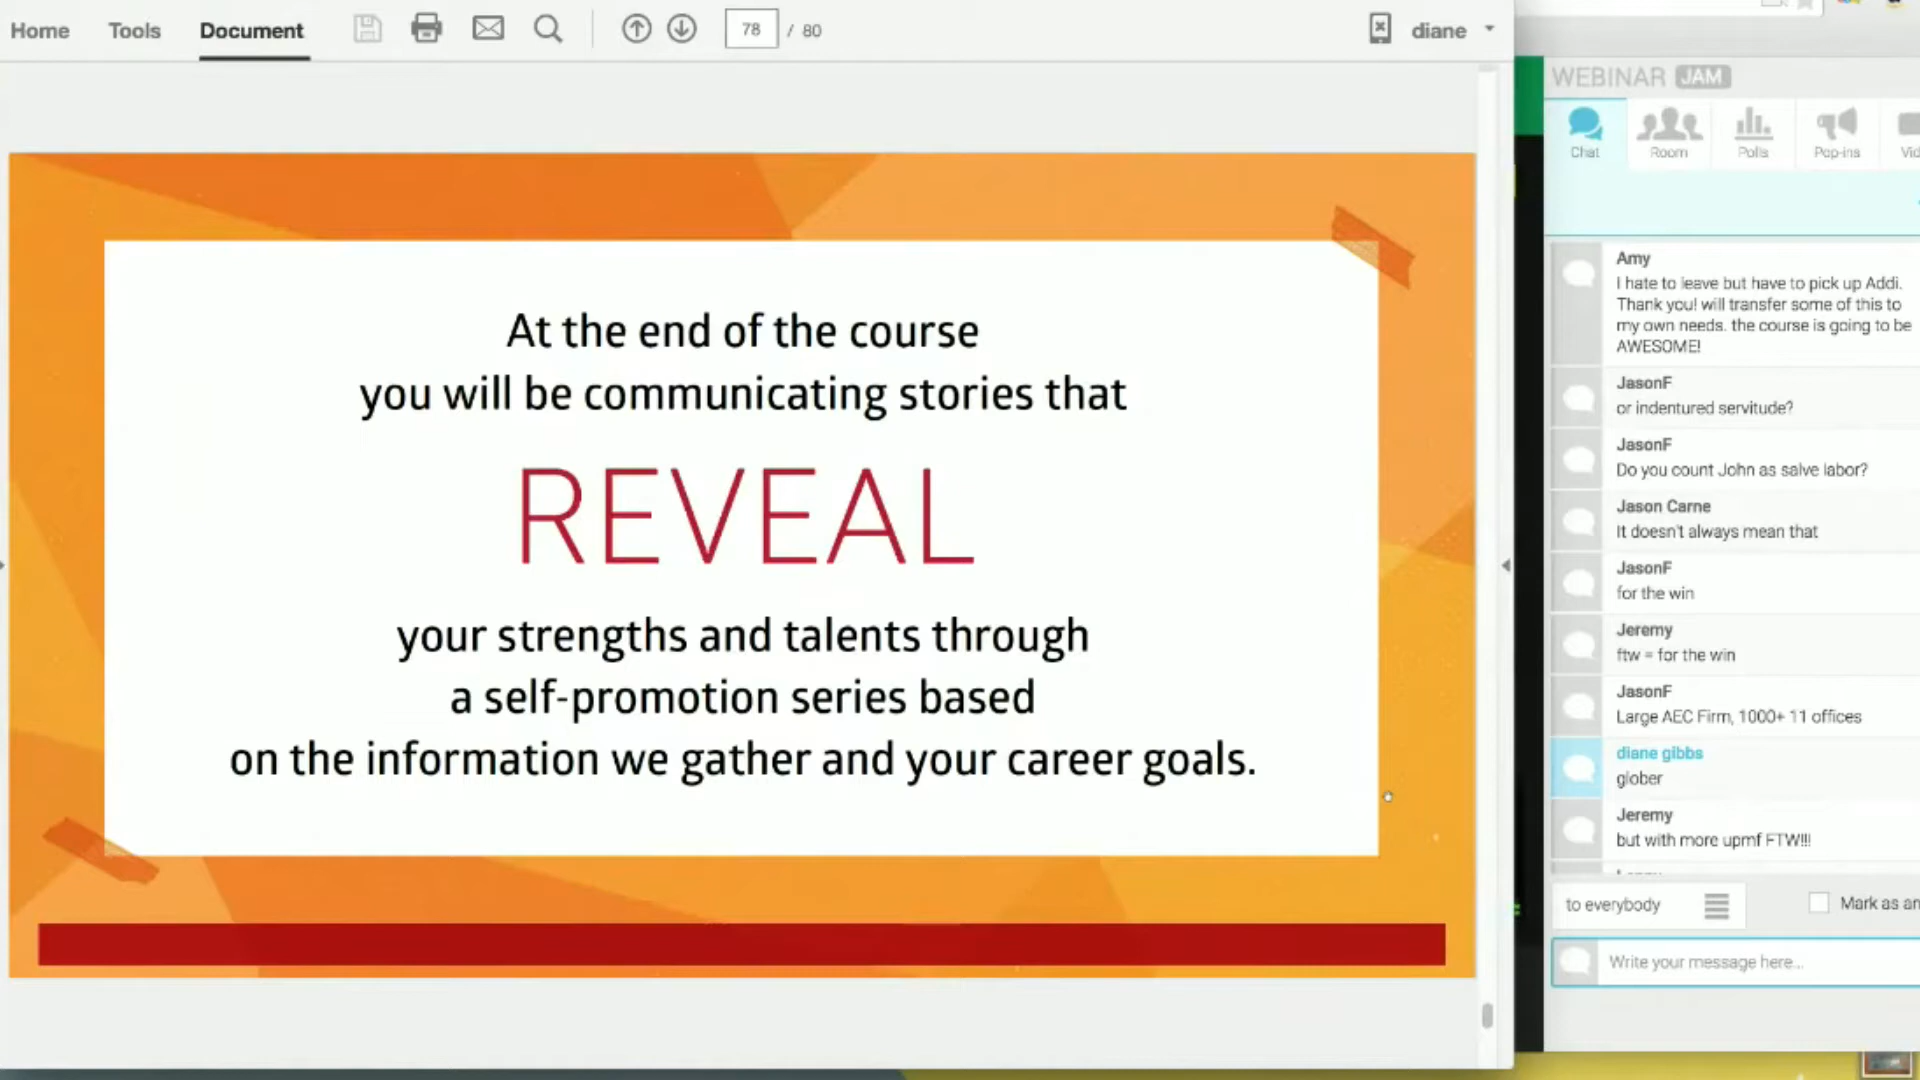 Home Tools Document 78 / 80 diane
At the end of the course
you will be communicating stories that
REVEAL
your strengths and talents through
a self-promotion series based
on the information we gather and your career goals.
WEBINAR JAM
Chat Room Polls Pop-ins
Amy
I hate to leave but have to pick up Addi.
Thank you! will transfer some of this to
my own needs. the course is going to be
AWESOME!
JasonF
or indentured servitude?
JasonF
Do you count John as salve labor?
Jason Carne
It doesn't always mean that
JasonF
for the win
Jeremy
ftw = for the win
JasonF
Large AEC Firm, 1000+ 11 offices
diane gibbs
glober
Jeremy
but with more upmf FTW!!!
to everybody Mark as an
Write your message here...